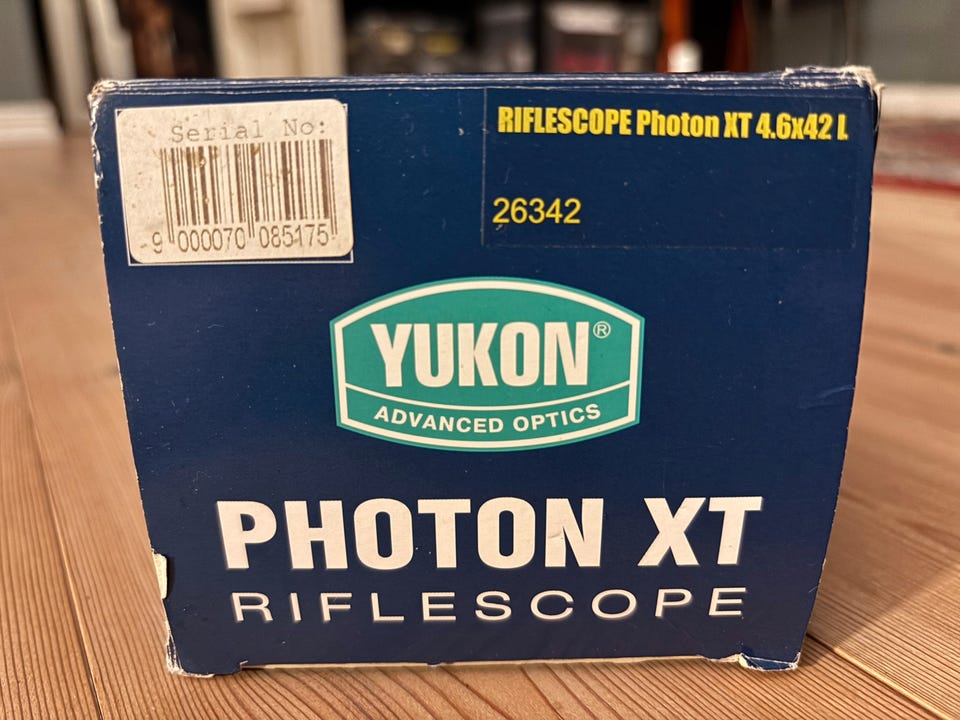 Serial No:
9 000070 085175
RIFLESCOPE Photon XT 4.6x42 L
26342
YUKON®
ADVANCED OPTICS
PHOTON XT
RIFLESCOPE